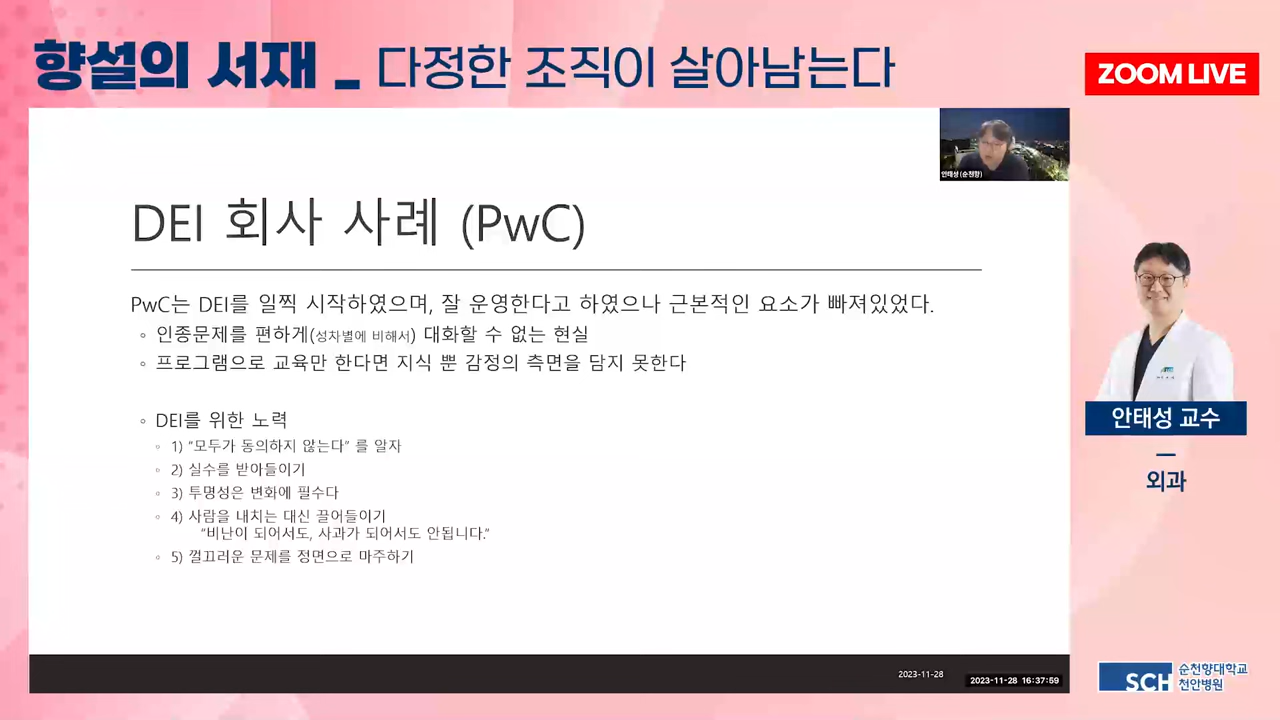 향설의 서재 _ 다정한 조직이 살아남는다
ZOOM LIVE
안태성 (순천향)
DEI 회사 사례 (PwC)
PwC는 DEI를 일찍 시작하였으며, 잘 운영한다고 하였으나 근본적인 요소가 빠져있었다.
◦ 인종문제를 편하게(성차별에 비해서) 대화할 수 없는 현실
◦ 프로그램으로 교육만 한다면 지식 뿐 감정의 측면을 담지 못한다
◦ DEI를 위한 노력
◦ 1) “모두가 동의하지 않는다” 를 알자
◦ 2) 실수를 받아들이기
◦ 3) 투명성은 변화에 필수다
◦ 4) 사람을 내치는 대신 끌어들이기
“비난이 되어서도, 사과가 되어서도 안됩니다.”
◦ 5) 껄끄러운 문제를 정면으로 마주하기
2023-11-28
2023-11-28 16:37:59
안태성 교수
외과
SCH 순천향대학교
천안병원